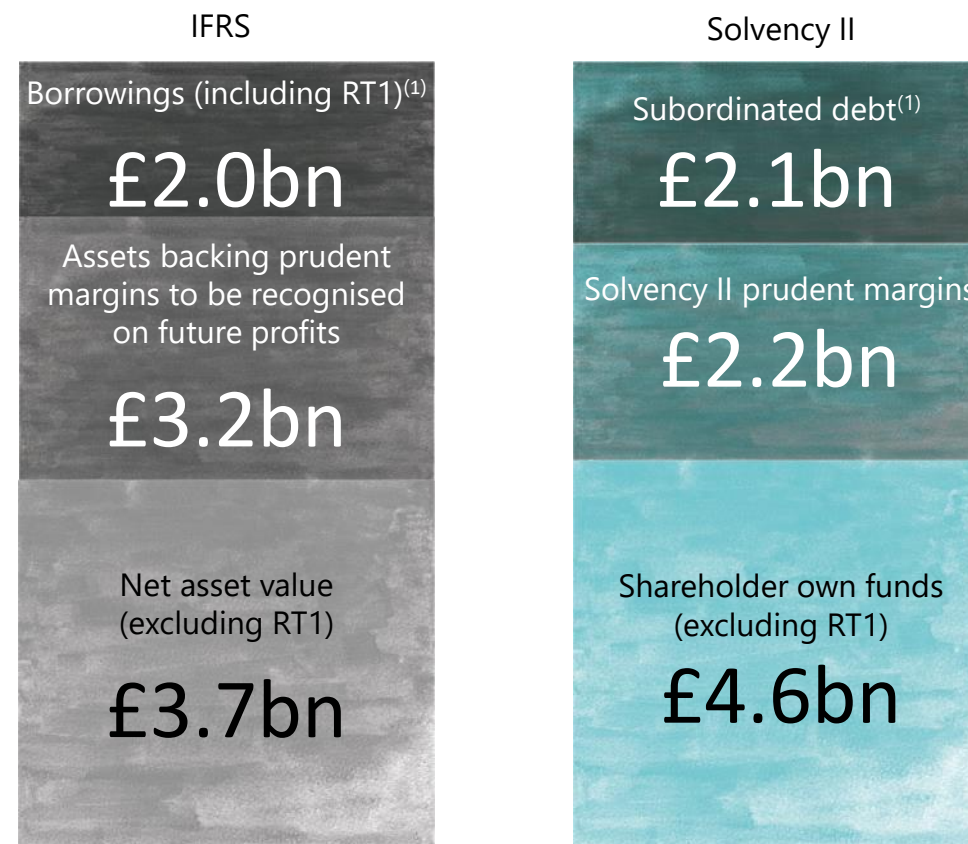 IFRS
Borrowings (including RT1)(1)
£2.0bn
Assets backing prudent
margins to be recognised
on future profits
£3.2bn
Net asset value
(excluding RT1)
£3.7bn
Solvency II
Subordinated debt(1)
£2.1bn
Solvency II prudent margins
£2.2bn
Shareholder own funds
(excluding RT1)
£4.6bn